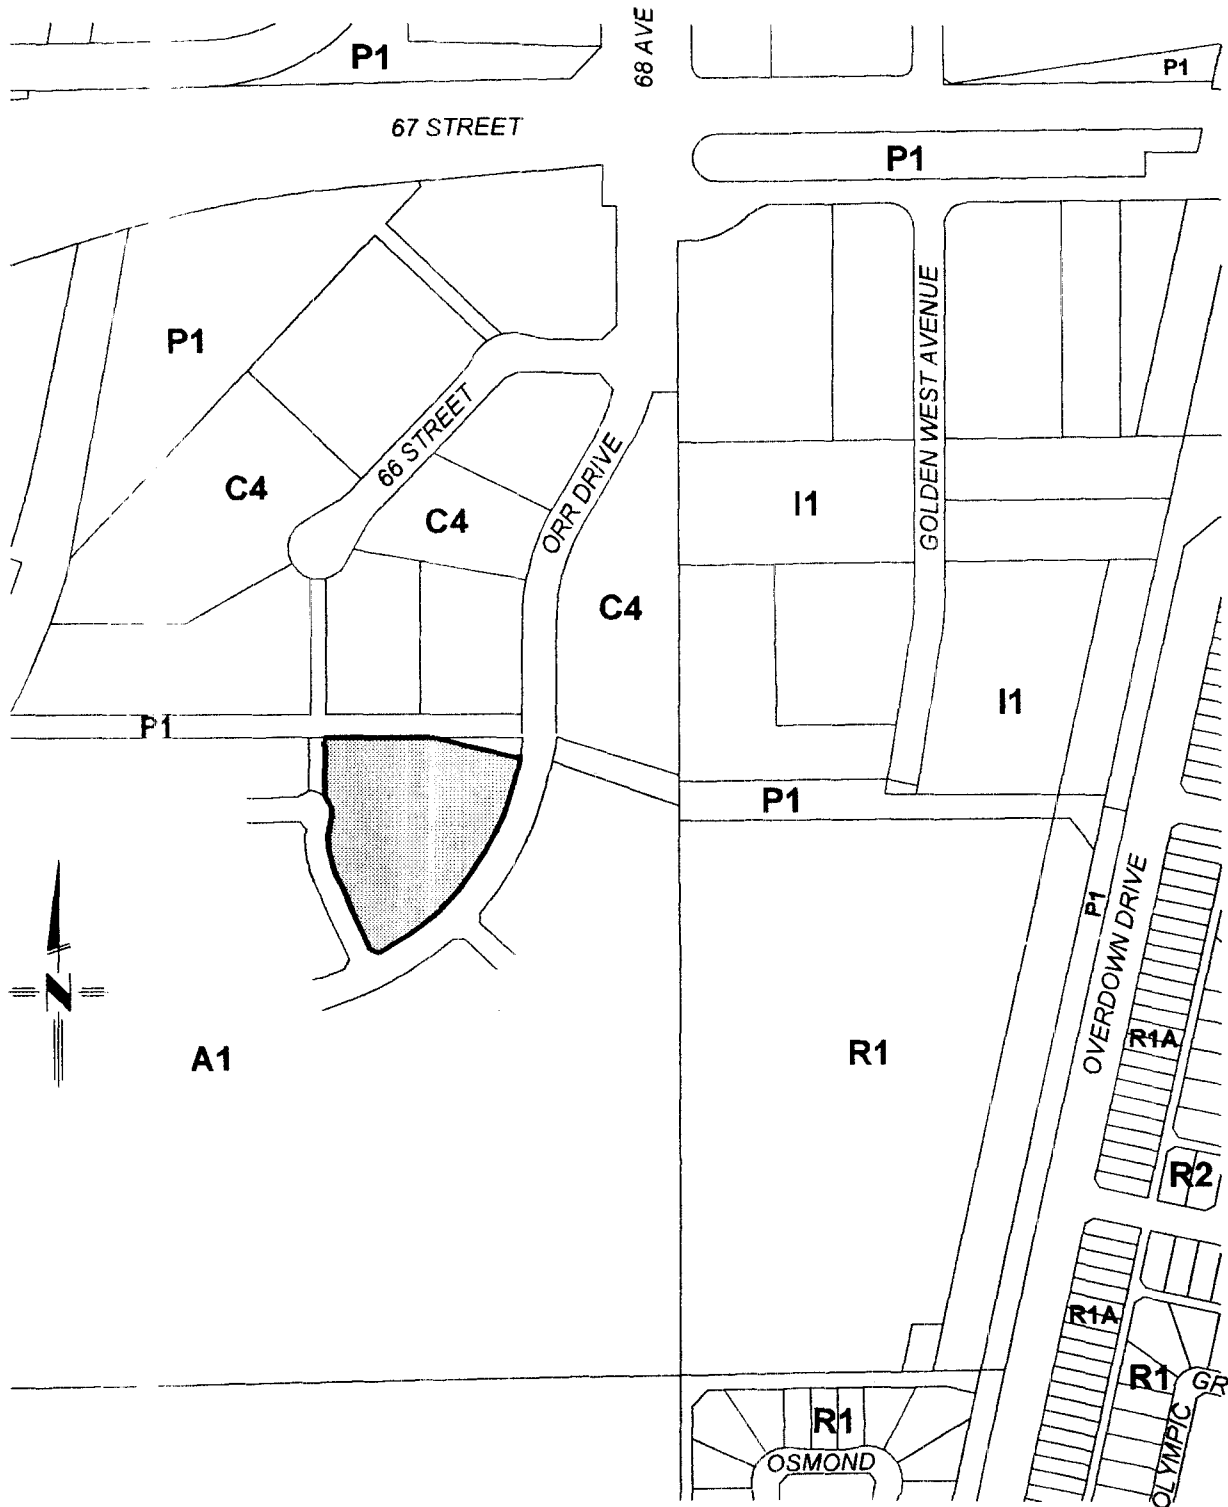 68 AVE
P1
P1
67 STREET
P1
P1
GOLDEN WEST AVENUE
66 STREET
C4
C4
ORR DRIVE
I1
C4
I1
P1
P1
P1
OVERDOWN DRIVE
N
A1
R1
R1A
R2
R1A
R1
GR
OLYMPIC
R1
OSMOND